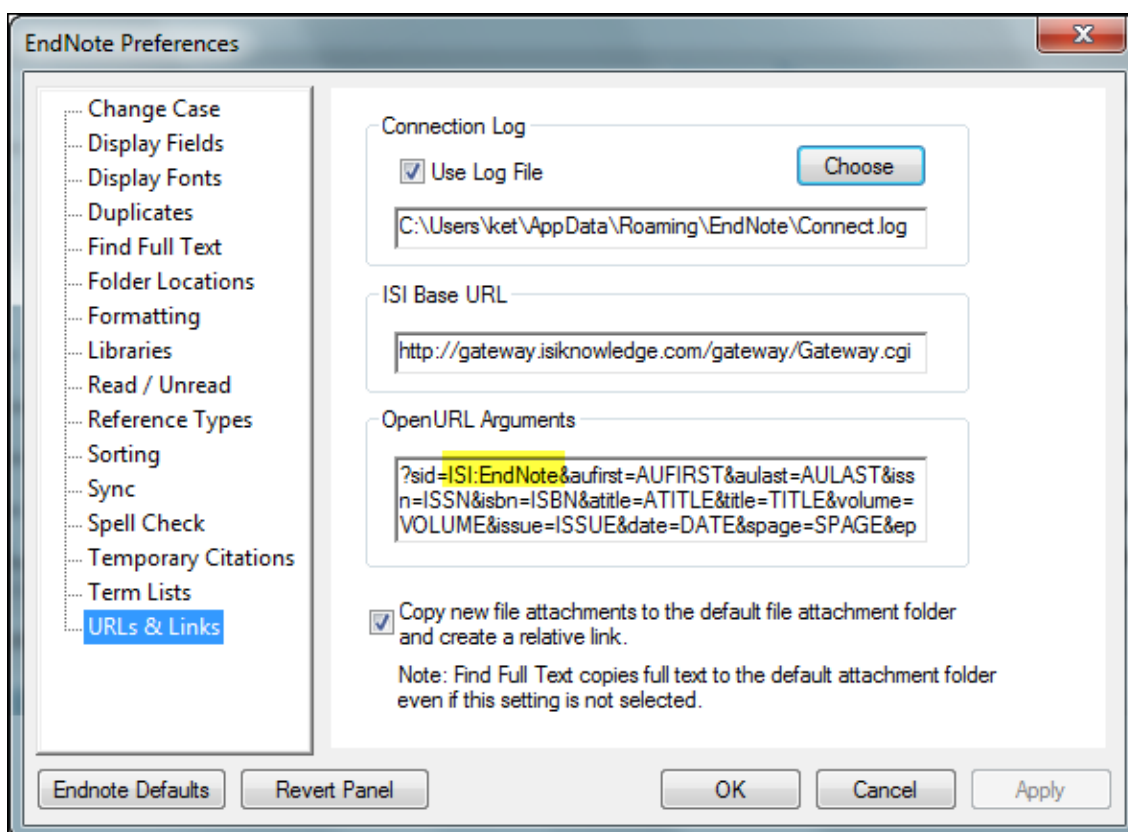 EndNote Preferences
Change Case
Display Fields
Display Fonts
Duplicates
Find Full Text
Folder Locations
Formatting
Libraries
Read / Unread
Reference Types
Sorting
Sync
Spell Check
Temporary Citations
Term Lists
URLs & Links
Connection Log
Use Log File
Choose
C:\Users\ket\AppData\Roaming\EndNote\Connect.log
ISI Base URL
http://gateway.isiknowledge.com/gateway/Gateway.cgi
OpenURL Arguments
?sid=ISI:EndNote&aufirst=AUFIRST&aulast=AULAST&iss
n=ISSN&isbn=ISBN&atitle=ATITLE&title=TITLE&volume=
VOLUME&issue=ISSUE&date=DATE&spage=SPAGE&ep
Copy new file attachments to the default file attachment folder
and create a relative link.
Note: Find Full Text copies full text to the default attachment folder
even if this setting is not selected.
Endnote Defaults
Revert Panel
OK
Cancel
Apply